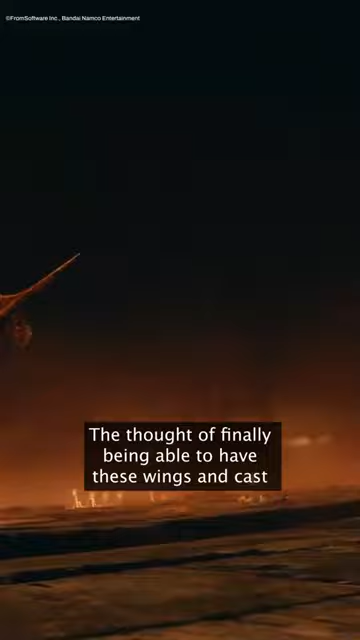 ©FromSoftware Inc., Bandai Namco Entertainment
The thought of finally
being able to have
these wings and cast